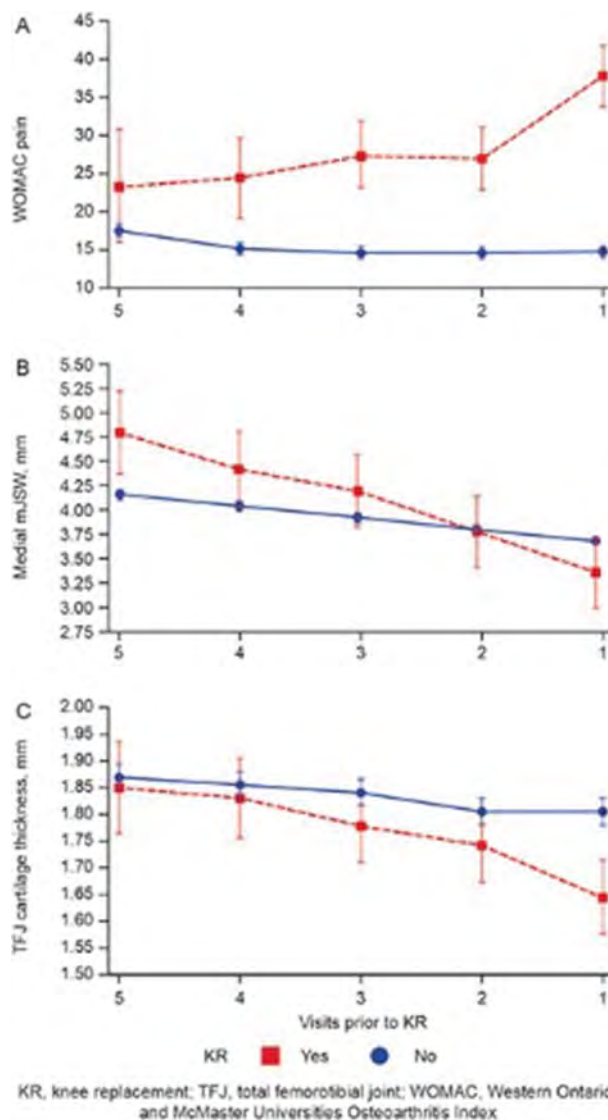 A
45
40
35
30
25
20
15
10
WOMAC pain
5 4 3 2 1
B
5.50
5.25
5.00
4.75
4.50
4.25
4.00
3.75
3.50
3.25
3.00
2.75
Medial mJSW, mm
5 4 3 2 1
C
2.00
1.95
1.90
1.85
1.80
1.75
1.70
1.65
1.60
1.55
1.50
TFJ cartilage thickness, mm
5 4 3 2 1
Visits prior to KR
KR Yes No
KR, knee replacement; TFJ, total femorotibial joint; WOMAC, Western Ontario
and McMaster Universities Osteoarthritis Index